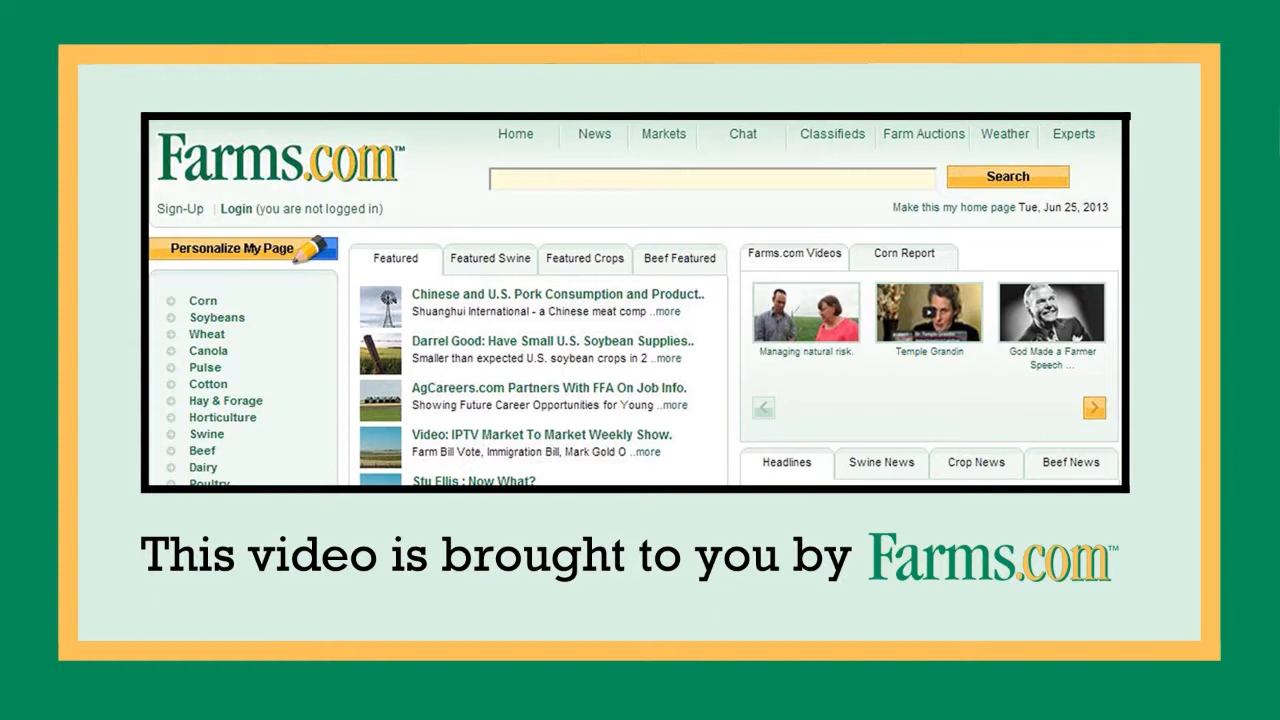 Farms.com™
Home News Markets Chat Classifieds Farm Auctions Weather Experts
Search
Sign-Up | Login (you are not logged in)
Make this my home page Tue, Jun 25, 2013
Personalize My Page
Corn
Soybeans
Wheat
Canola
Pulse
Cotton
Hay & Forage
Horticulture
Swine
Beef
Dairy
Poultry
Featured Featured Swine Featured Crops Beef Featured
Chinese and U.S. Pork Consumption and Product..
Shuanghui International - a Chinese meat comp ..more
Darrel Good: Have Small U.S. Soybean Supplies..
Smaller than expected U.S. soybean crops in 2 ..more
AgCareers.com Partners With FFA On Job Info.
Showing Future Career Opportunities for Young ..more
Video: IPTV Market To Market Weekly Show.
Farm Bill Vote, Immigration Bill, Mark Gold O ..more
Stu Ellis : Now What?
Farms.com Videos Corn Report
Dr. Temple Grandin
Managing natural risk.
Temple Grandin
God Made a Farmer
Speech ...
Headlines Swine News Crop News Beef News
This video is brought to you by Farms.com™